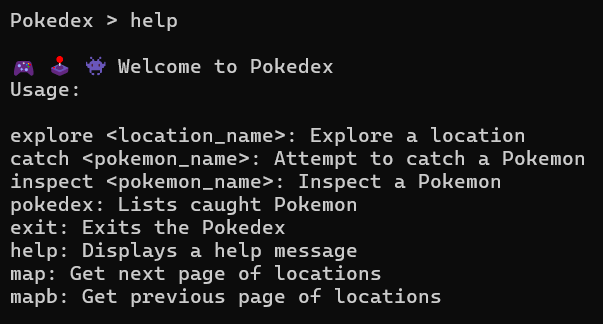 Pokedex > help
🎮 🕹️ 👾 Welcome to Pokedex
Usage:
explore <location_name>: Explore a location
catch <pokemon_name>: Attempt to catch a Pokemon
inspect <pokemon_name>: Inspect a Pokemon
pokedex: Lists caught Pokemon
exit: Exits the Pokedex
help: Displays a help message
map: Get next page of locations
mapb: Get previous page of locations